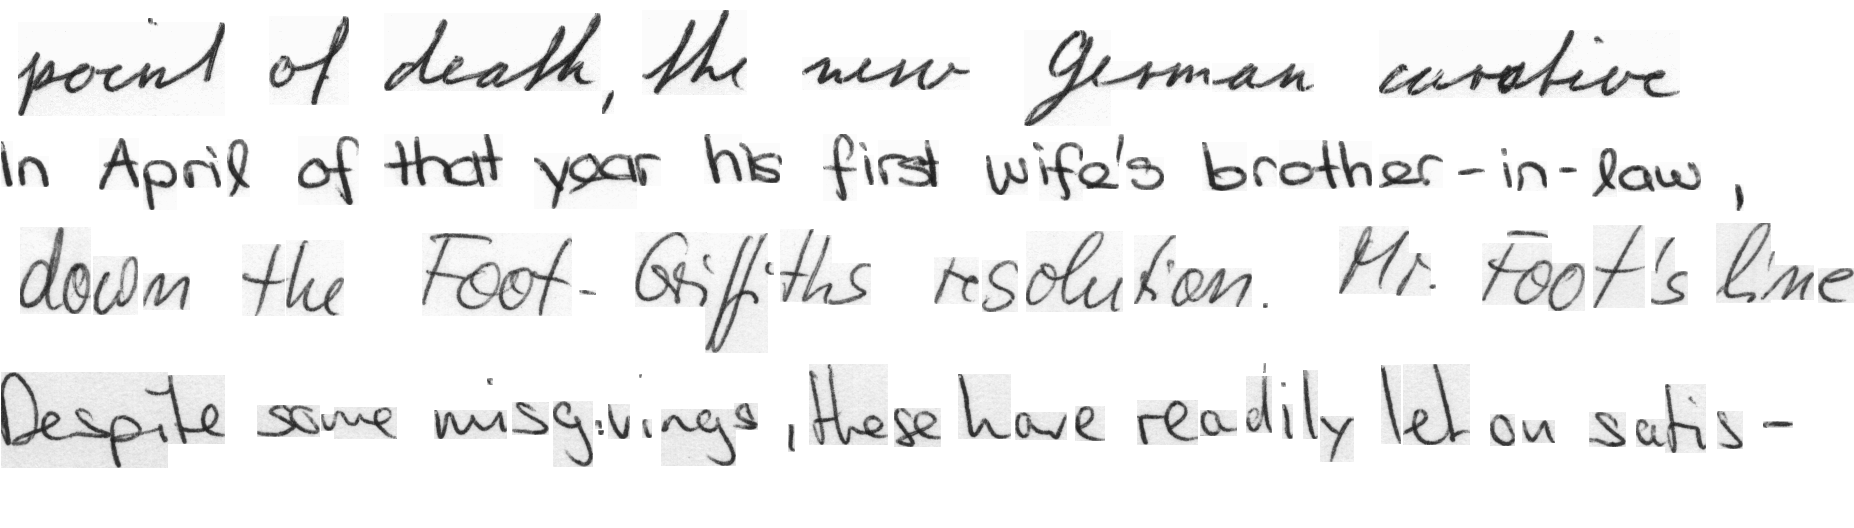 point of death, the new German curative
In April of that year his first wife's brother-in-law,
down the Foot-Griffiths resolution. Mr. Foot's line
Despite some misgivings, these have readily let on satis-